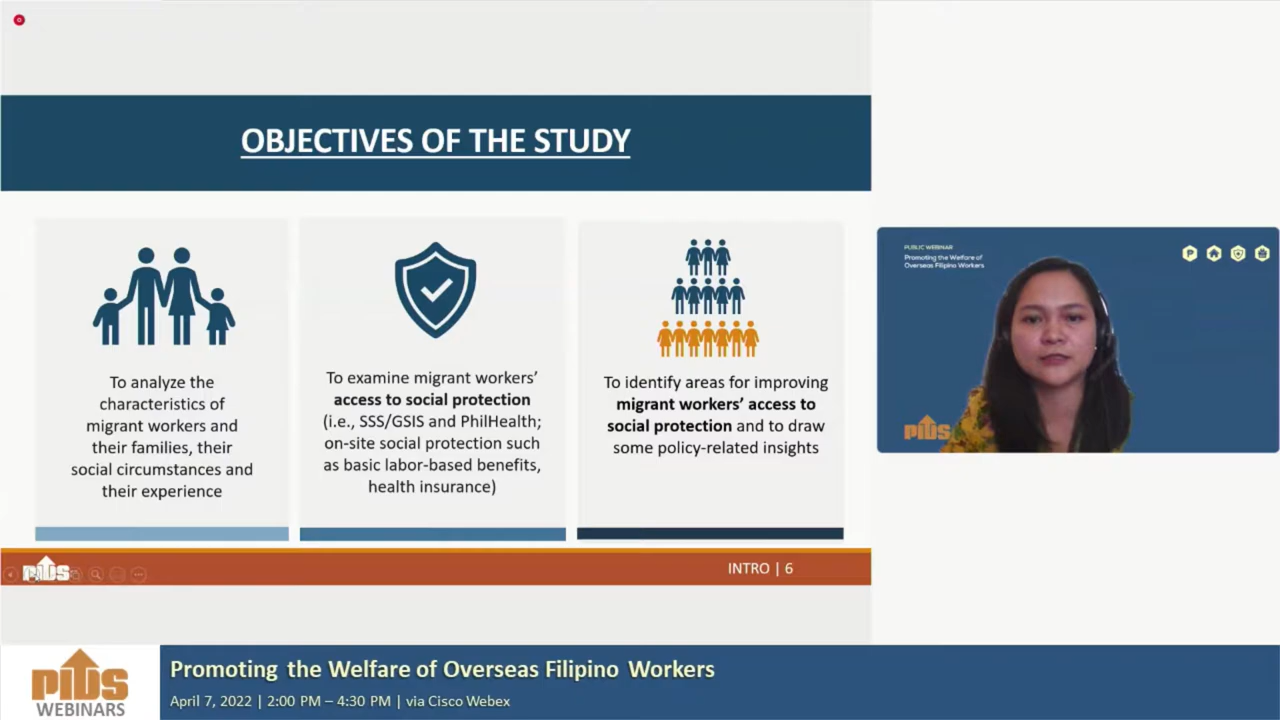 OBJECTIVES OF THE STUDY
To analyze the
characteristics of
migrant workers and
their families, their
social circumstances and
their experience
To examine migrant workers’
access to social protection
(i.e., SSS/GSIS and PhilHealth;
on-site social protection such
as basic labor-based benefits,
health insurance)
To identify areas for improving
migrant workers’ access to
social protection and to draw
some policy-related insights
PIDS
INTRO | 6
PUBLIC WEBINAR
Promoting the Welfare of
Overseas Filipino Workers
P
PIDS
PIDS
WEBINARS
Promoting the Welfare of Overseas Filipino Workers
April 7, 2022 | 2:00 PM – 4:30 PM | via Cisco Webex